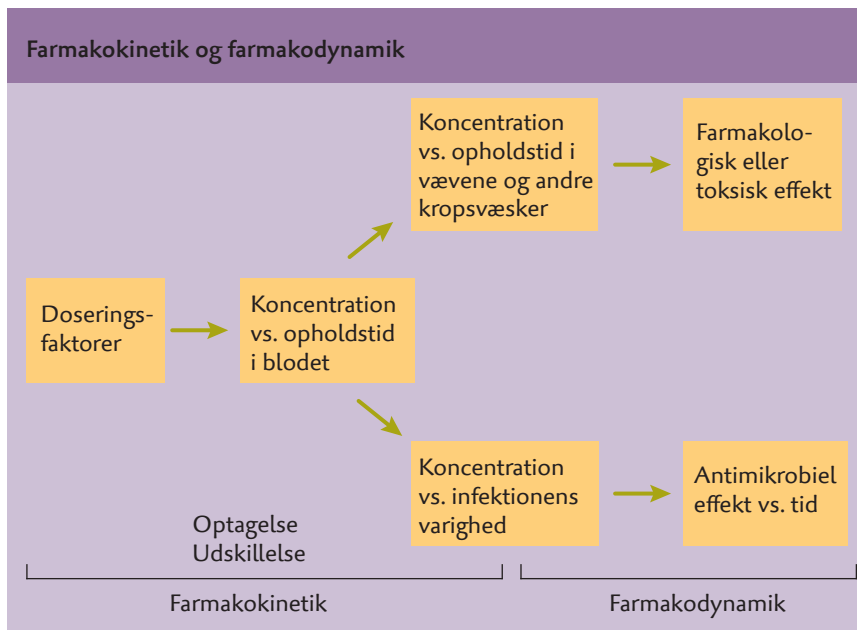 Farmakokinetik og farmakodynamik
Koncentration
vs. opholdstid i
vævene og andre
kropsvæsker
Farmakolo-
gisk eller
toksisk effekt
Doserings-
faktorer
Koncentration
vs. opholdstid
i blodet
Koncentration
vs. infektionens
varighed
Antimikrobiel
effekt vs. tid
Optagelse
Udskillelse
Farmakokinetik
Farmakodynamik